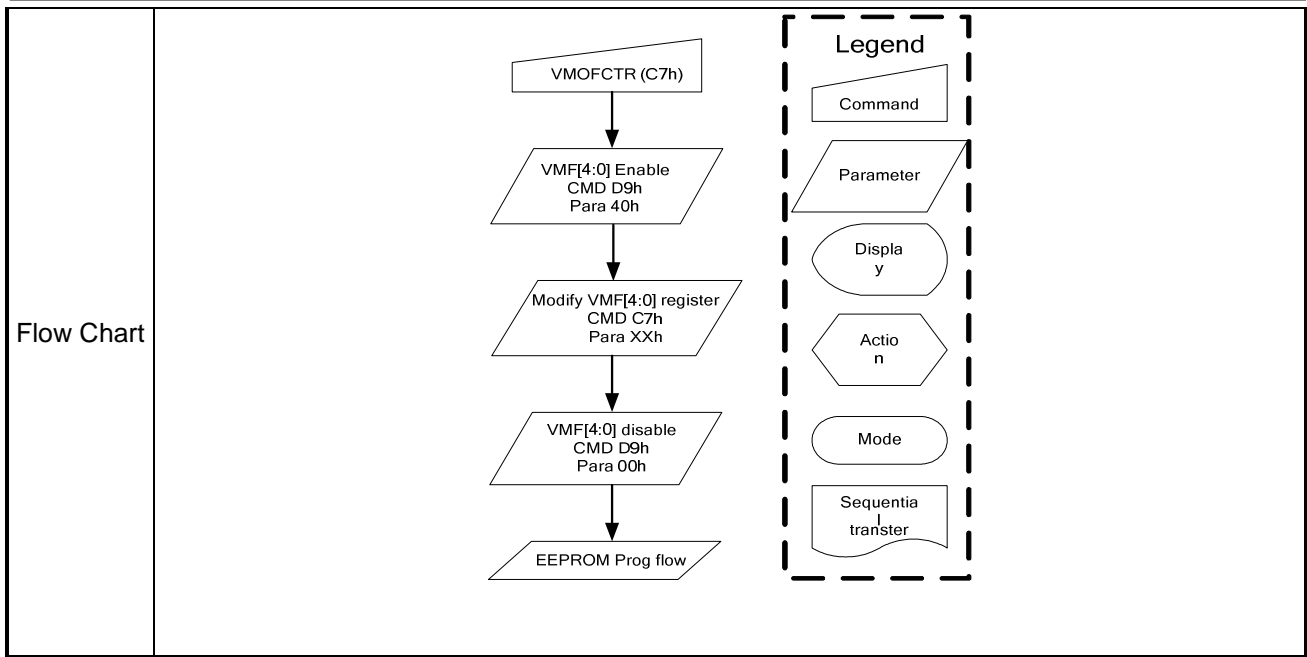 Flow Chart
VMOFCTR (C7h)
VMF[4:0] Enable
CMD D9h
Para 40h
Modify VMF[4:0] register
CMD C7h
Para XXh
VMF[4:0] disable
CMD D9h
Para 00h
EEPROM Prog flow
Legend
Command
Parameter
Displa
y
Actio
n
Mode
Sequentia
l
transter